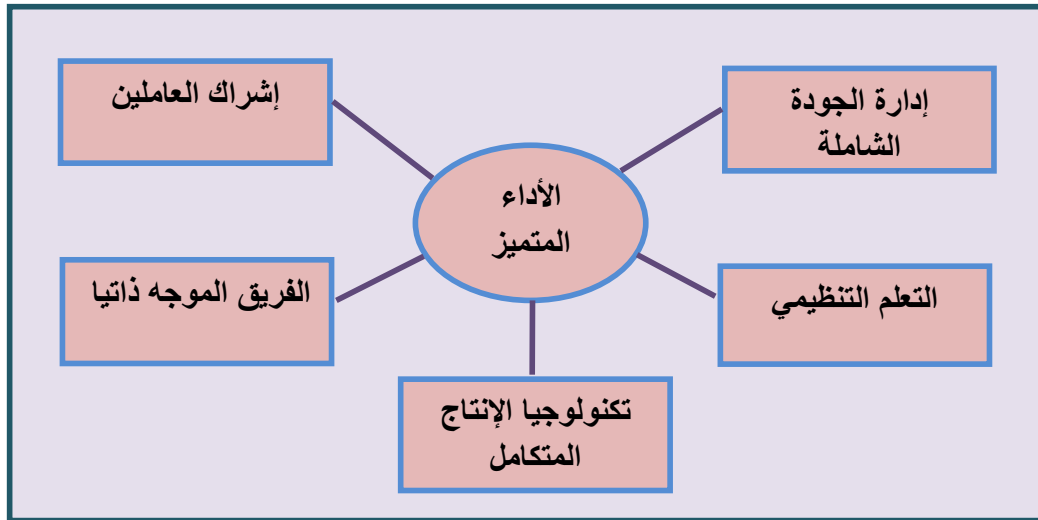 إدارة الجودة
الشاملة
إشراك العاملين
الأداء
المتميز
التعلم التنظيمي
الفريق الموجه ذاتيا
تكنولوجيا الإنتاج
المتكامل